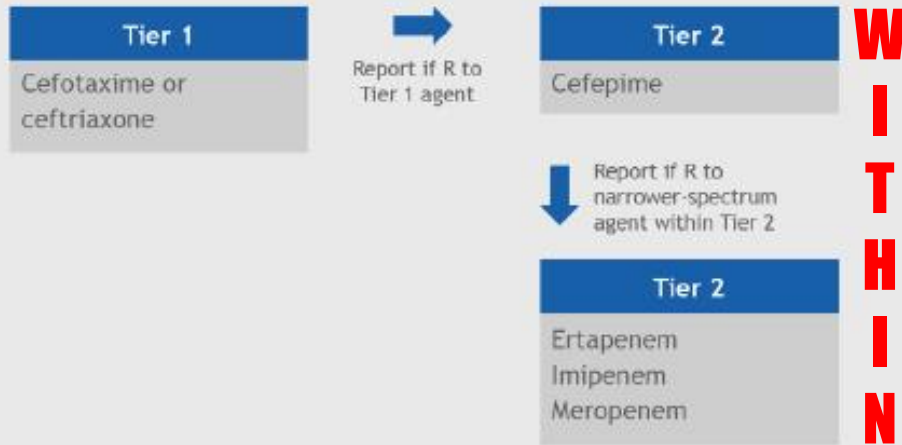 Tier 1
Cefotaxime or
ceftriaxone
Report if R to
Tier 1 agent
Tier 2
Cefepime
Report if R to
narrower-spectrum
agent within Tier 2
Tier 2
Ertapenem
Imipenem
Meropenem
W
I
T
H
I
N